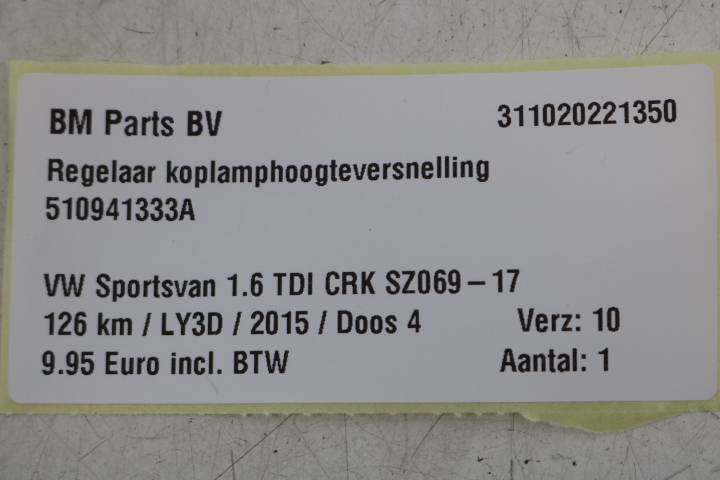 BM Parts BV 311020221350
Regelaar koplamphoogteversnelling
510941333A
VW Sportsvan 1.6 TDI CRK SZ069 – 17
126 km / LY3D / 2015 / Doos 4 Verz: 10
9.95 Euro incl. BTW Aantal: 1